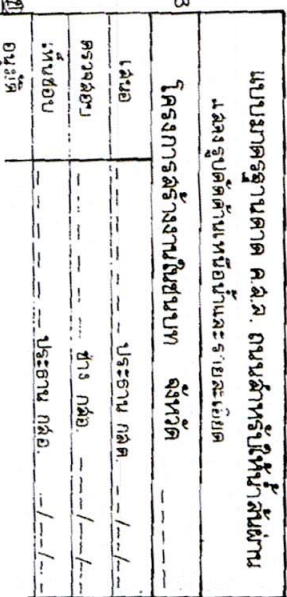 แบบมาตรฐานดาด ค.ส.ล. ถนนสำหรับให้น้ำล้นผ่าน
แสดงรูปตัดด้านเหนือน้ำและรายละเอียด
โครงการสร้างงานในชนบท จังหวัด -----
เสนอ ------- ประธาน กสต. --/--/--
ตรวจสอบ ------- ช่าง กสอ. --/--/--
เห็นชอบ ------- ประธาน กสอ. --/--/--
อนุมัติ